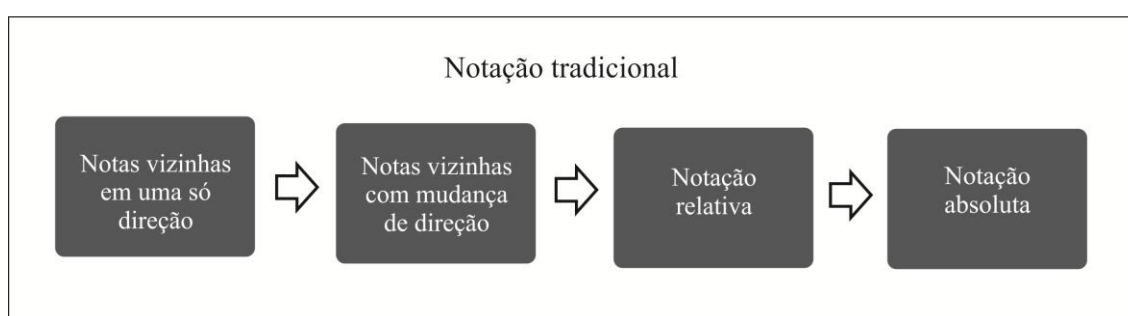 Notação tradicional
Notas vizinhas
em uma só
direção
Notas vizinhas
com mudança
de direção
Notação
relativa
Notação
absoluta